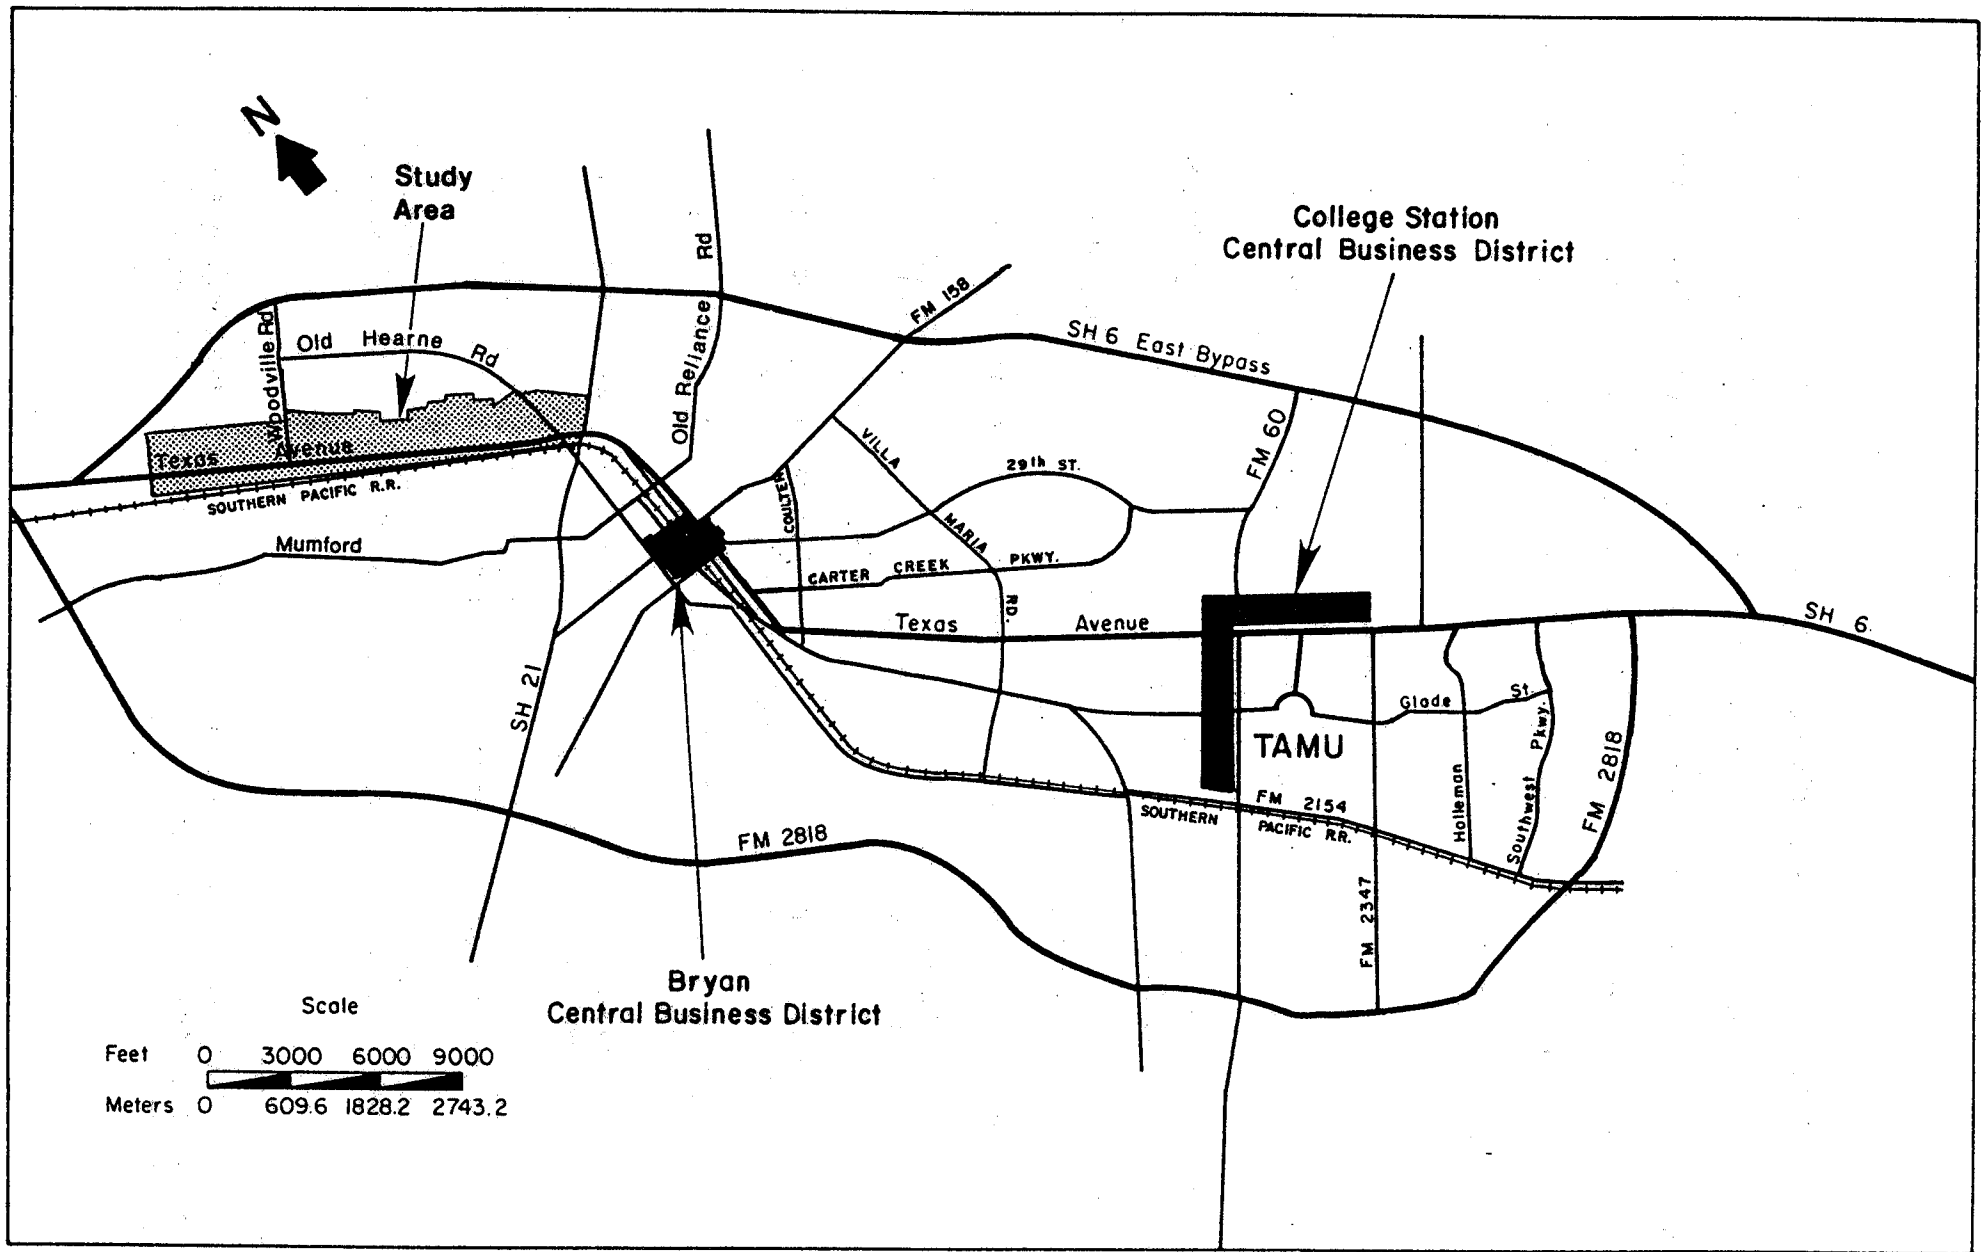 N
Study
Area
Rd
College Station
Central Business District
FM 158
SH 6 East Bypass
Woodville Rd
Old Hearne Rd
Old Reliance
FM 60
VILLA
29th ST.
Texas Avenue
COULTER
SOUTHERN PACIFIC R.R.
MARIA
Mumford
CARTER CREEK PKWY.
RD.
Texas Avenue
SH 6
SH 21
Glade St.
TAMU
Southwest Pkwy.
Holleman
FM 2818
FM 2154
SOUTHERN PACIFIC R.R.
FM 2818
FM 2347
Bryan
Central Business District
Scale
Feet 0 3000 6000 9000
Meters 0 609.6 1828.2 2743.2